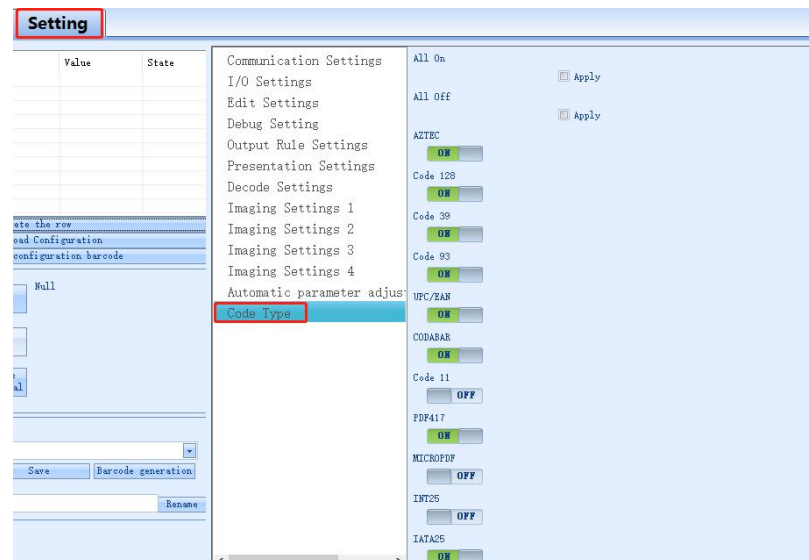 Setting
Value State
ete the row
oad Configuration
configuration barcode
Null
al
Save Barcode generation
Rename
Communication Settings
I/O Settings
Edit Settings
Debug Setting
Output Rule Settings
Presentation Settings
Decode Settings
Imaging Settings 1
Imaging Settings 2
Imaging Settings 3
Imaging Settings 4
Automatic parameter adjus
Code Type
All On
Apply
All Off
Apply
AZTEC
ON
Code 128
ON
Code 39
ON
Code 93
ON
UPC/EAN
ON
CODABAR
ON
Code 11
OFF
PDF417
ON
MICROPDF
OFF
INT25
OFF
IATA25
ON